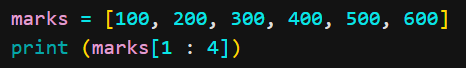 marks = [100, 200, 300, 400, 500, 600]
print (marks[1 : 4])